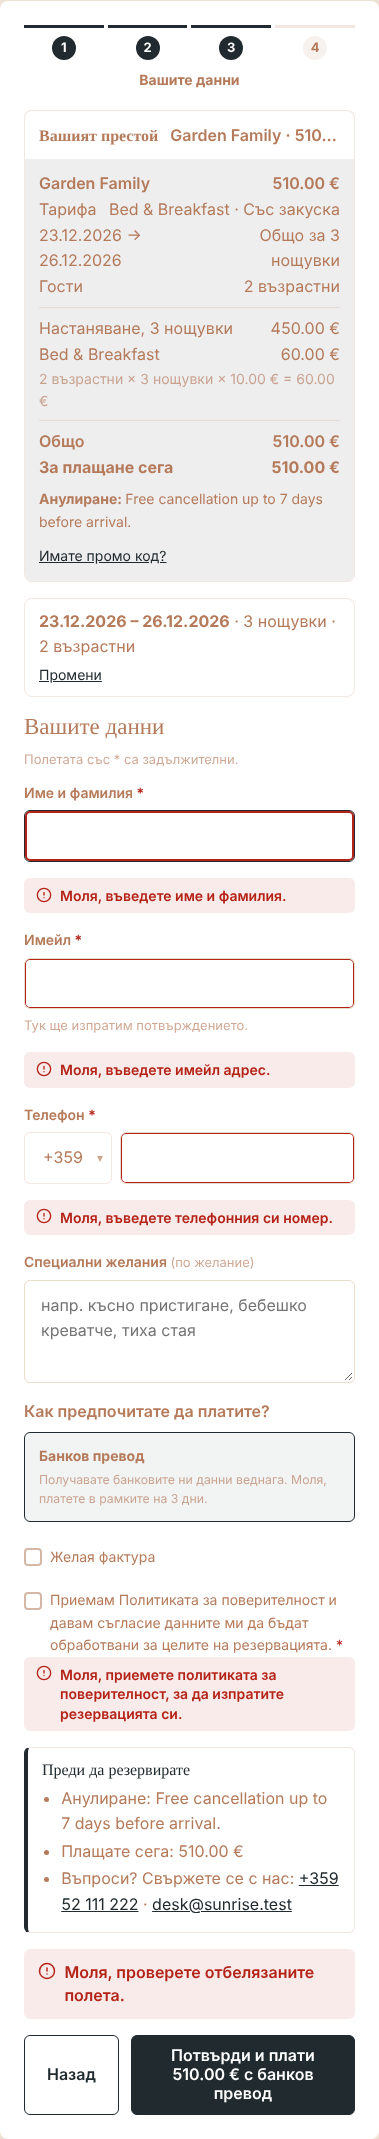 1 2 3 4
Вашите данни
Вашият престой Garden Family · 510...
Garden Family 510.00 €
Тарифа Bed & Breakfast · Със закуска
23.12.2026 → Общо за 3
26.12.2026 нощувки
Гости 2 възрастни
Настаняване, 3 нощувки 450.00 €
Bed & Breakfast 60.00 €
2 възрастни × 3 нощувки × 10.00 € = 60.00
€
Общо 510.00 €
За плащане сега 510.00 €
Анулиране: Free cancellation up to 7 days
before arrival.
Имате промо код?
23.12.2026 – 26.12.2026 · 3 нощувки ·
2 възрастни
Промени
Вашите данни
Полетата със * са задължителни.
Име и фамилия *
Моля, въведете име и фамилия.
Имейл *
Тук ще изпратим потвърждението.
Моля, въведете имейл адрес.
Телефон *
+359 ▾
Моля, въведете телефонния си номер.
Специални желания (по желание)
напр. късно пристигане, бебешко
креватче, тиха стая
Как предпочитате да платите?
Банков превод
Получавате банковите ни данни веднага. Моля,
платете в рамките на 3 дни.
Желая фактура
Приемам Политиката за поверителност и
давам съгласие данните ми да бъдат
обработвани за целите на резервацията. *
Моля, приемете политиката за
поверителност, за да изпратите
резервацията си.
Преди да резервирате
• Анулиране: Free cancellation up to
7 days before arrival.
• Плащате сега: 510.00 €
• Въпроси? Свържете се с нас: +359
52 111 222 · desk@sunrise.test
Моля, проверете отбелязаните
полета.
Назад
Потвърди и плати
510.00 € с банков
превод